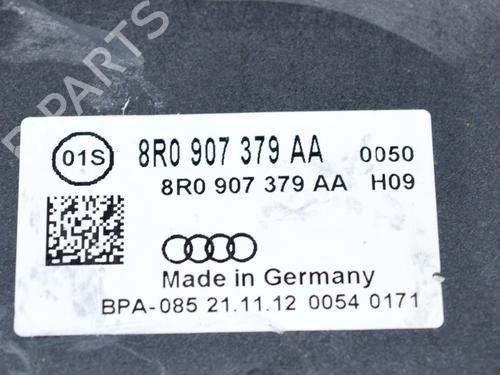 B-PARTS
01S
8R0 907 379 AA 0050
8R0 907 379 AA H09
Made in Germany
BPA-085 21.11.12 0054 0171